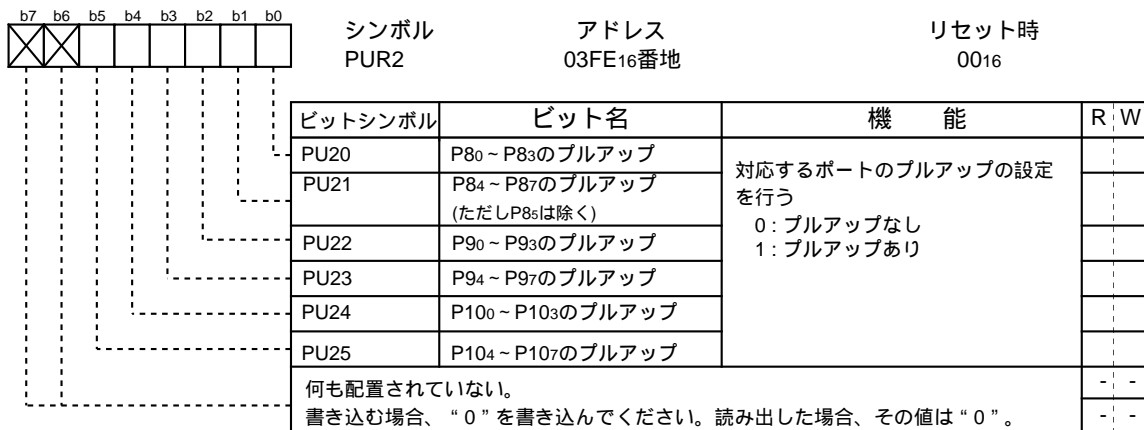 b7 b6 b5 b4 b3 b2 b1 b0
シンボル アドレス リセット時
PUR2 03FE16番地 0016
ビットシンボル ビット名 機 能 R W
PU20 P80 ~ P83のプルアップ
PU21 P84 ~ P87のプルアップ
(ただしP85は除く)
PU22 P90 ~ P93のプルアップ
PU23 P94 ~ P97のプルアップ
PU24 P100 ~ P103のプルアップ
PU25 P104 ~ P107のプルアップ
対応するポートのプルアップの設定
を行う
0 : プルアップなし
1 : プルアップあり
何も配置されていない。 - -
書き込む場合、“ 0 ” を書き込んでください。読み出した場合、その値は “ 0 ” 。 - -